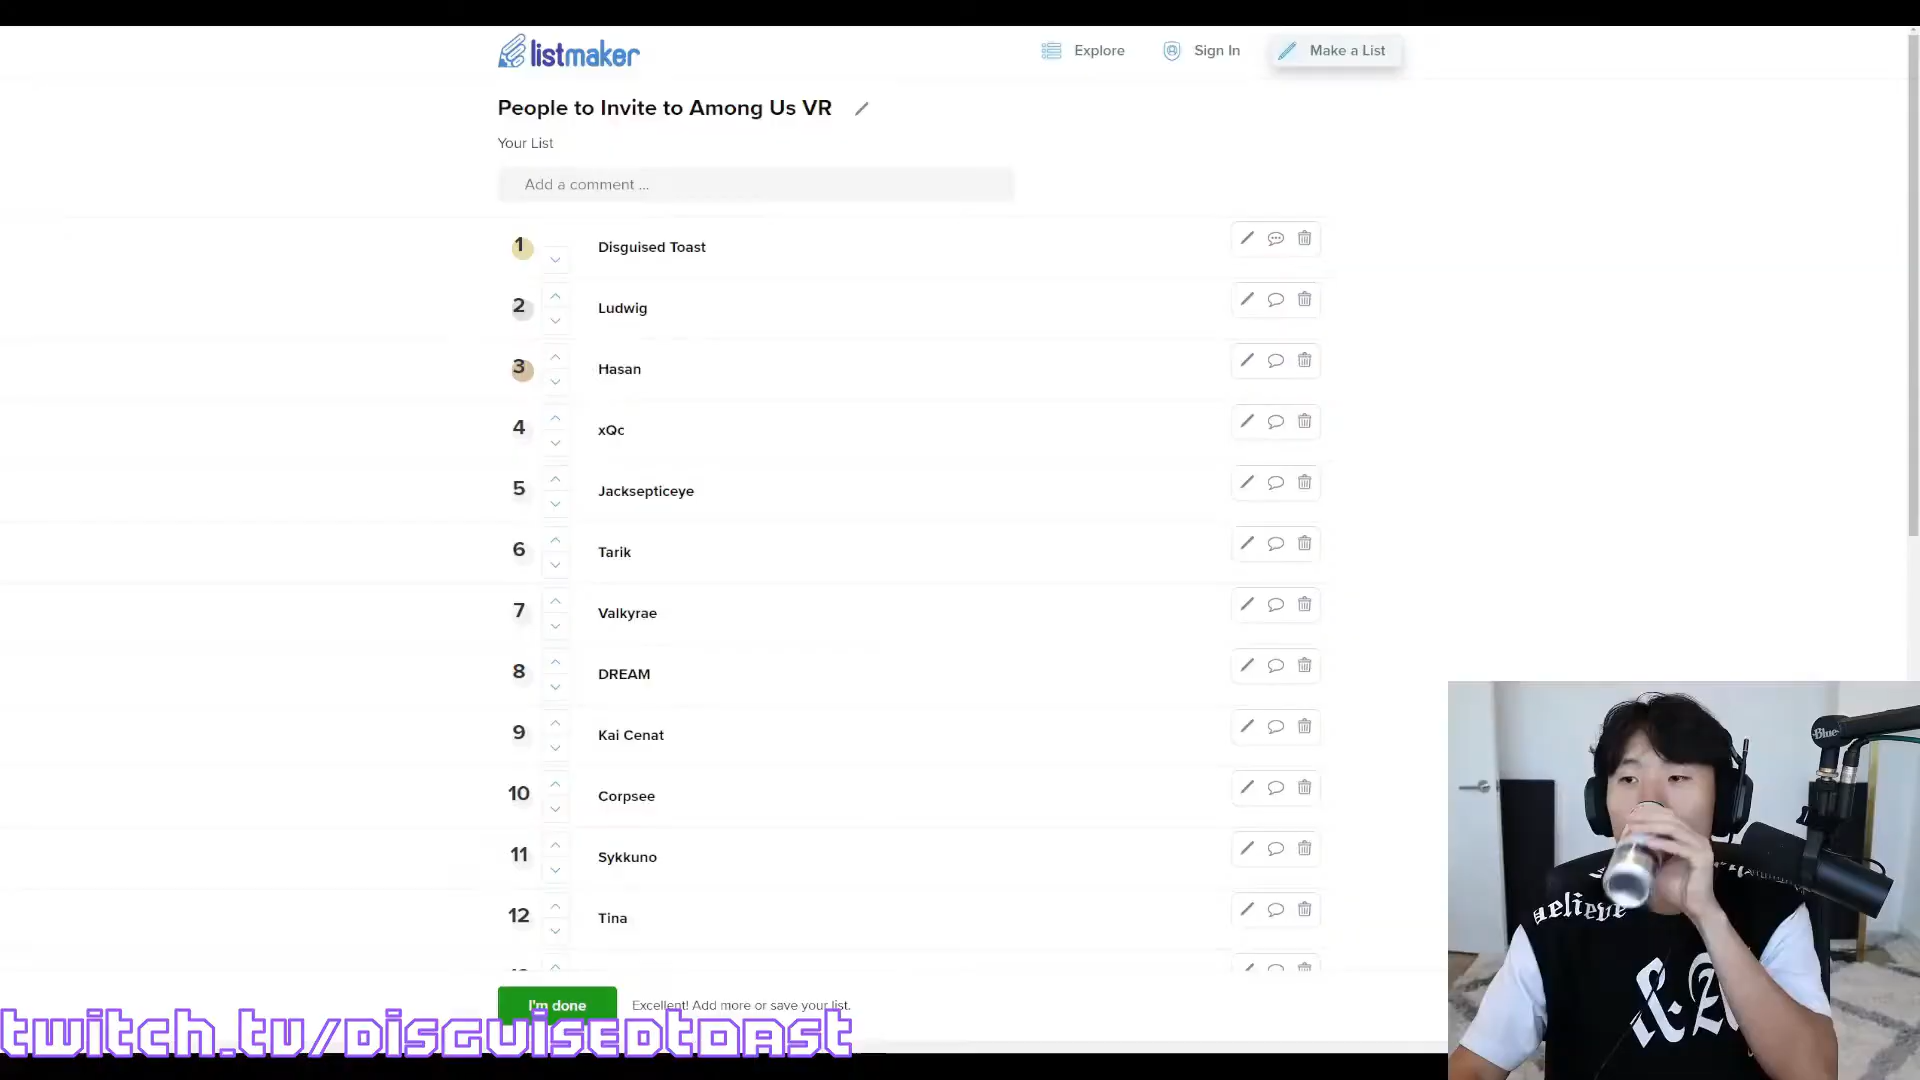 listmaker
Explore
Sign In
Make a List
People to Invite to Among Us VR
Your List
Add a comment ...
1 Disguised Toast
2 Ludwig
3 Hasan
4 xQc
5 Jacksepticeye
6 Tarik
7 Valkyrae
8 DREAM
9 Kai Cenat
10 Corpsee
11 Sykkuno
12 Tina
I'm done
Excellent! Add more or save your list.
twitch.tv/DISGUISEDTOAST
Blue
believe